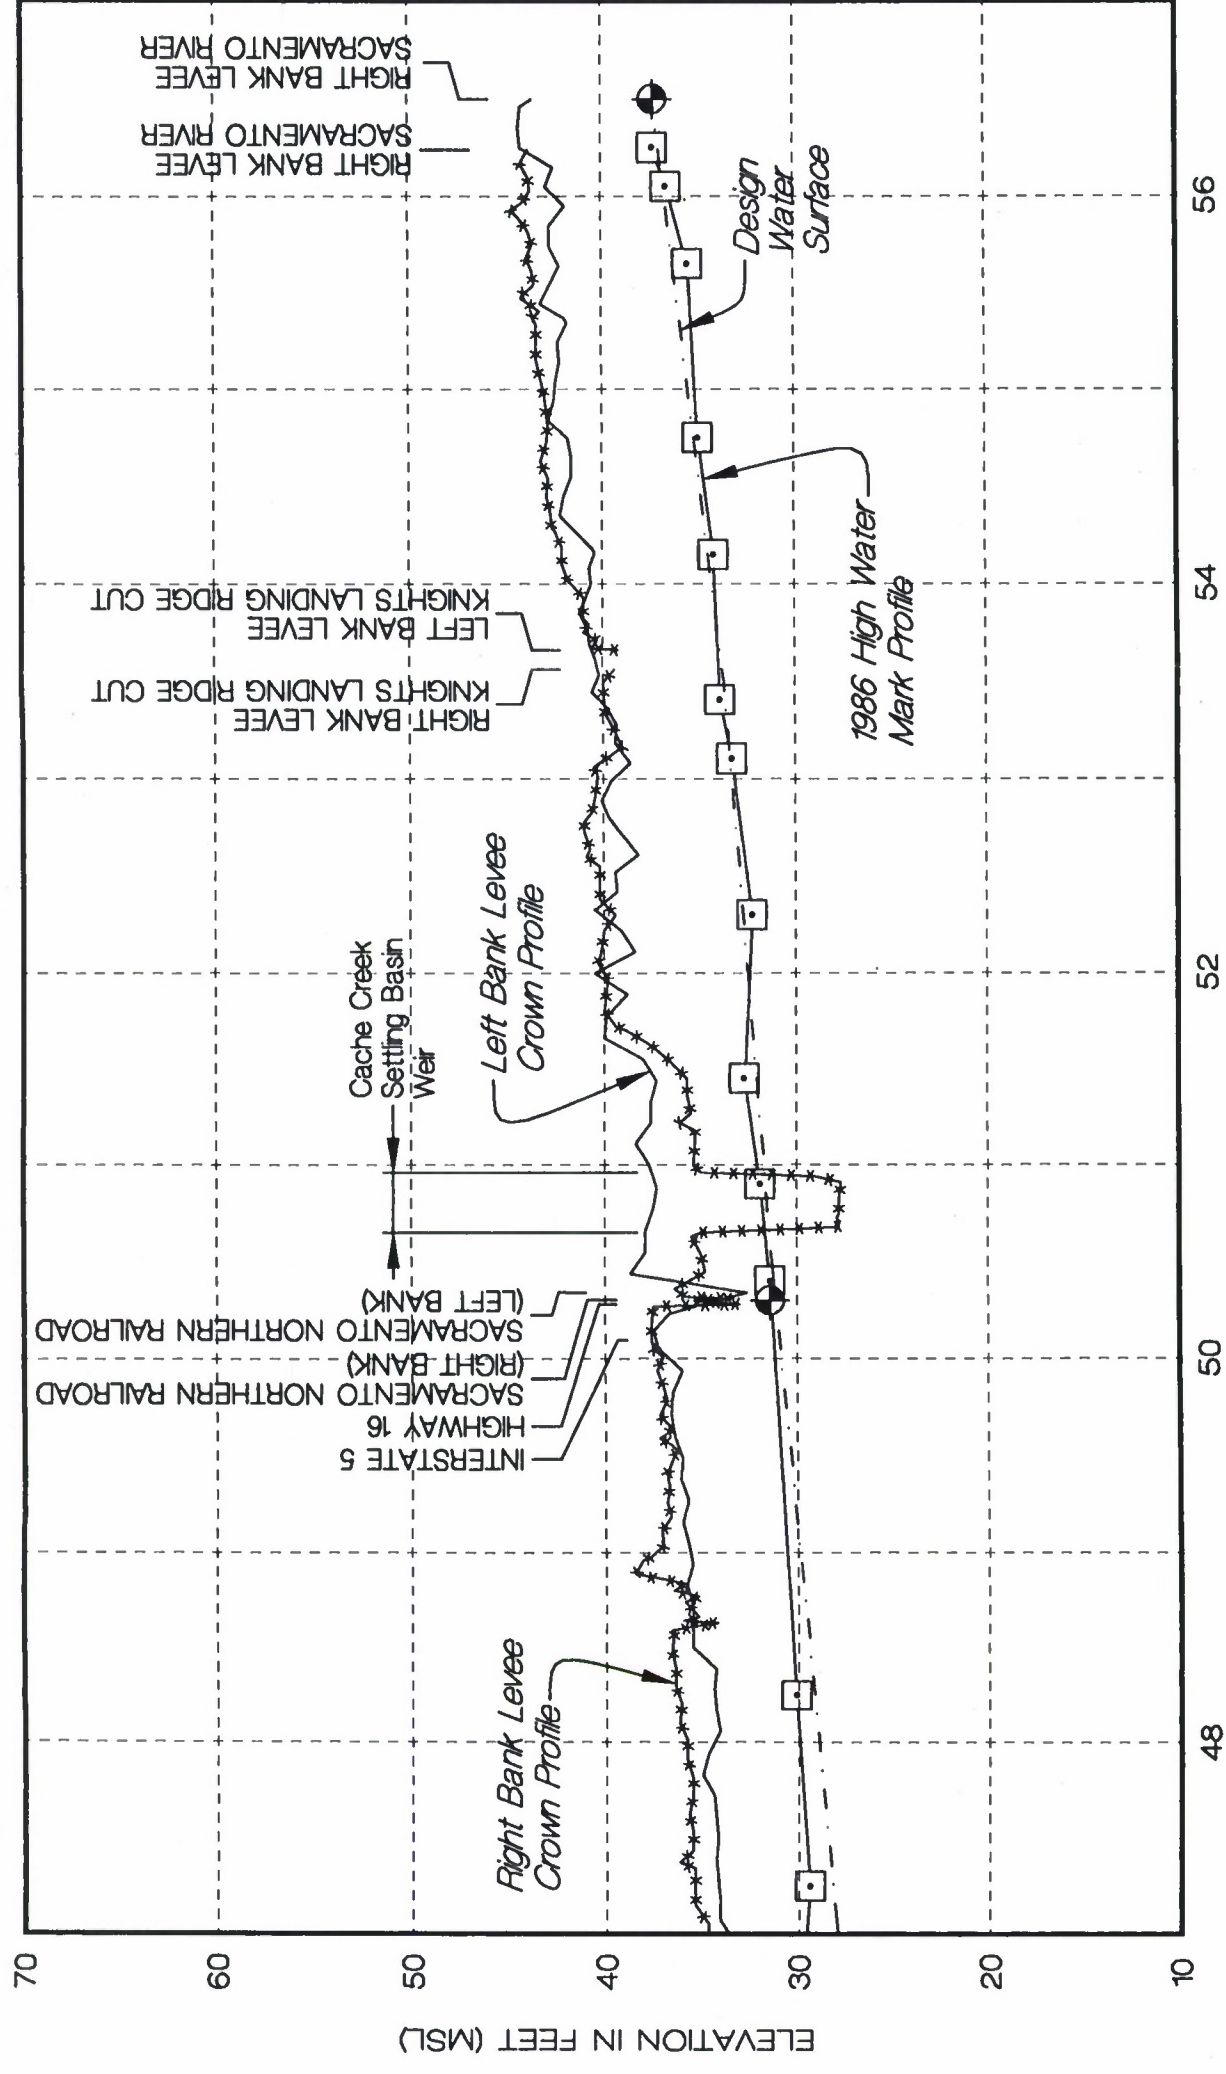 RIGHT BANK LEVEE
SACRAMENTO RIVER
RIGHT BANK LEVEE
SACRAMENTO RIVER
LEFT BANK LEVEE
KNIGHTS LANDING RIDGE CUT
RIGHT BANK LEVEE
KNIGHTS LANDING RIDGE CUT
Design
Water
Surface
1986 High Water
Mark Profile
Cache Creek
Settling Basin
Weir
Left Bank Levee
Crown Profile
SACRAMENTO NORTHERN RAILROAD
(LEFT BANK)
SACRAMENTO NORTHERN RAILROAD
(RIGHT BANK)
HIGHWAY 16
INTERSTATE 5
Right Bank Levee
Crown Profile
ELEVATION IN FEET (MSL)
70
60
50
40
30
20
10
48
50
52
54
56